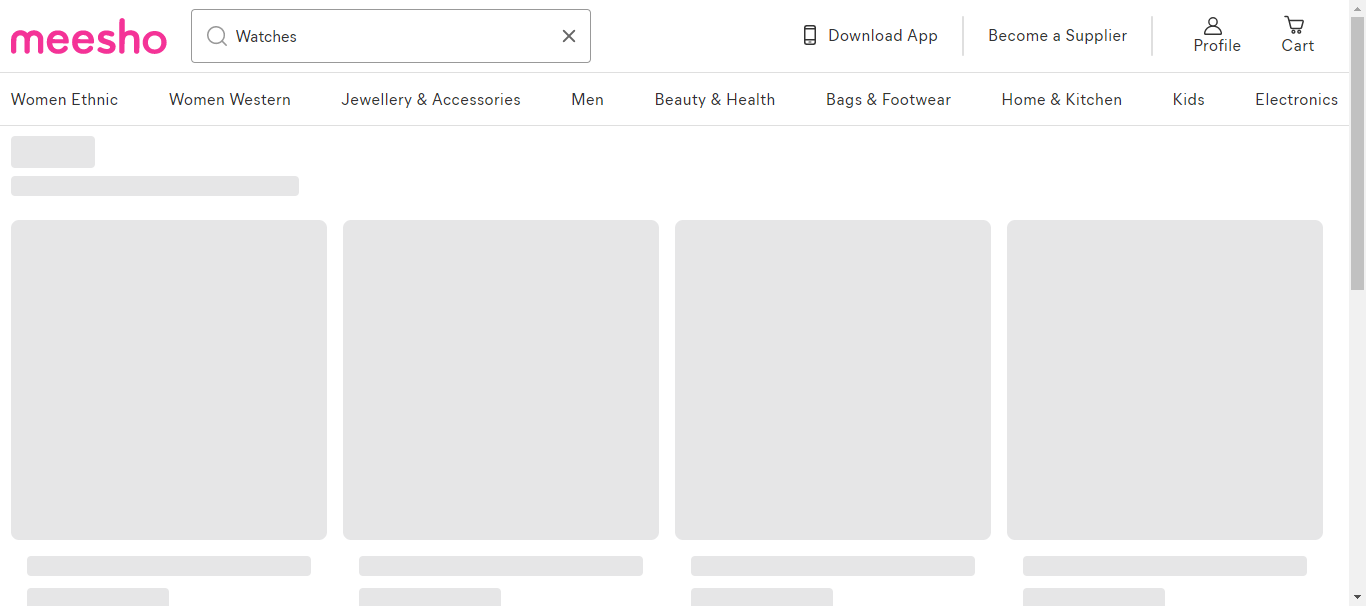 meesho
Watches
Download App
Become a Supplier
Profile
Cart
Women Ethnic
Women Western
Jewellery & Accessories
Men
Beauty & Health
Bags & Footwear
Home & Kitchen
Kids
Electronics